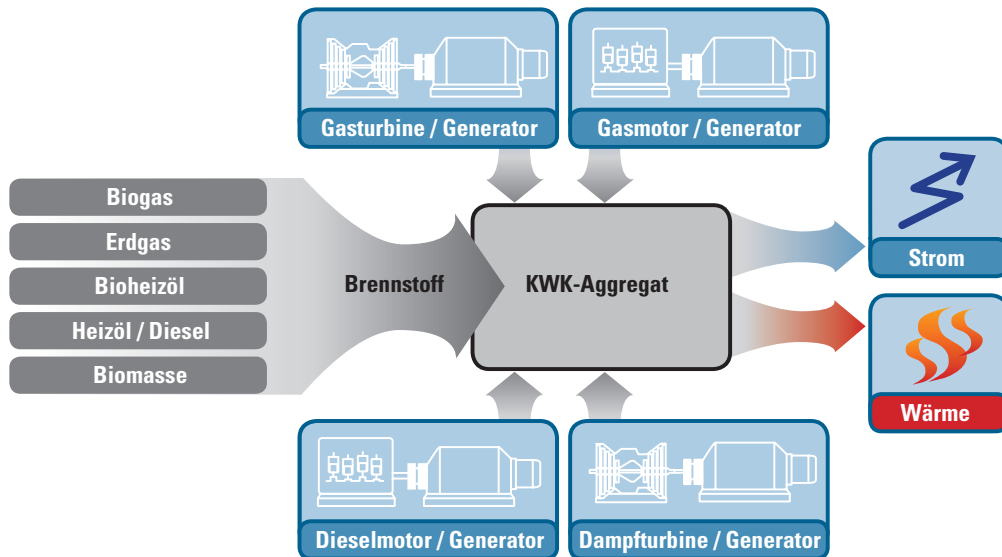 Gasturbine / Generator
Gasmotor / Generator
Biogas
Erdgas
Bioheizöl
Heizöl / Diesel
Biomasse
Brennstoff
KWK-Aggregat
Strom
Wärme
Dieselmotor / Generator
Dampfturbine / Generator